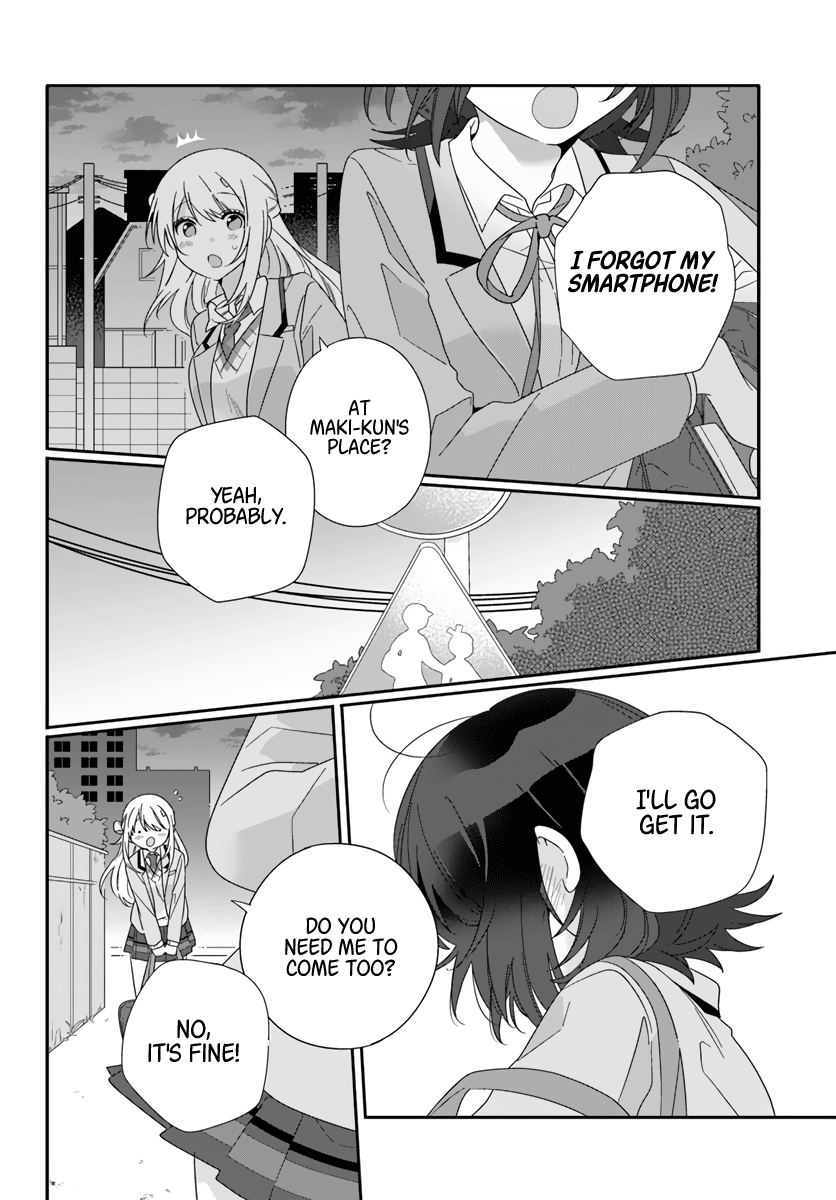 I FORGOT MY
SMARTPHONE!
AT
MAKI-KUN'S
PLACE?
YEAH,
PROBABLY.
I'LL GO
GET IT.
DO YOU
NEED ME TO
COME TOO?
NO,
IT'S FINE!